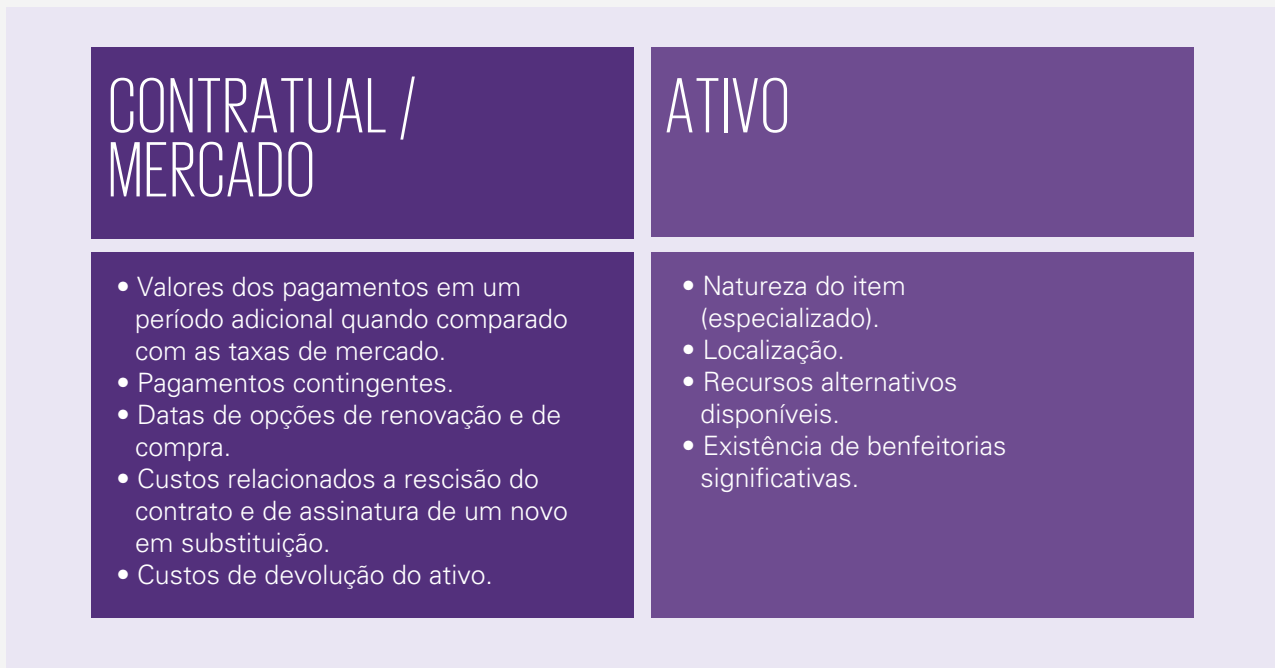 CONTRATUAL /
MERCADO
• Valores dos pagamentos em um
período adicional quando comparado
com as taxas de mercado.
• Pagamentos contingentes.
• Datas de opções de renovação e de
compra.
• Custos relacionados a rescisão do
contrato e de assinatura de um novo
em substituição.
• Custos de devolução do ativo.
ATIVO
• Natureza do item
(especializado).
• Localização.
• Recursos alternativos
disponíveis.
• Existência de benfeitorias
significativas.